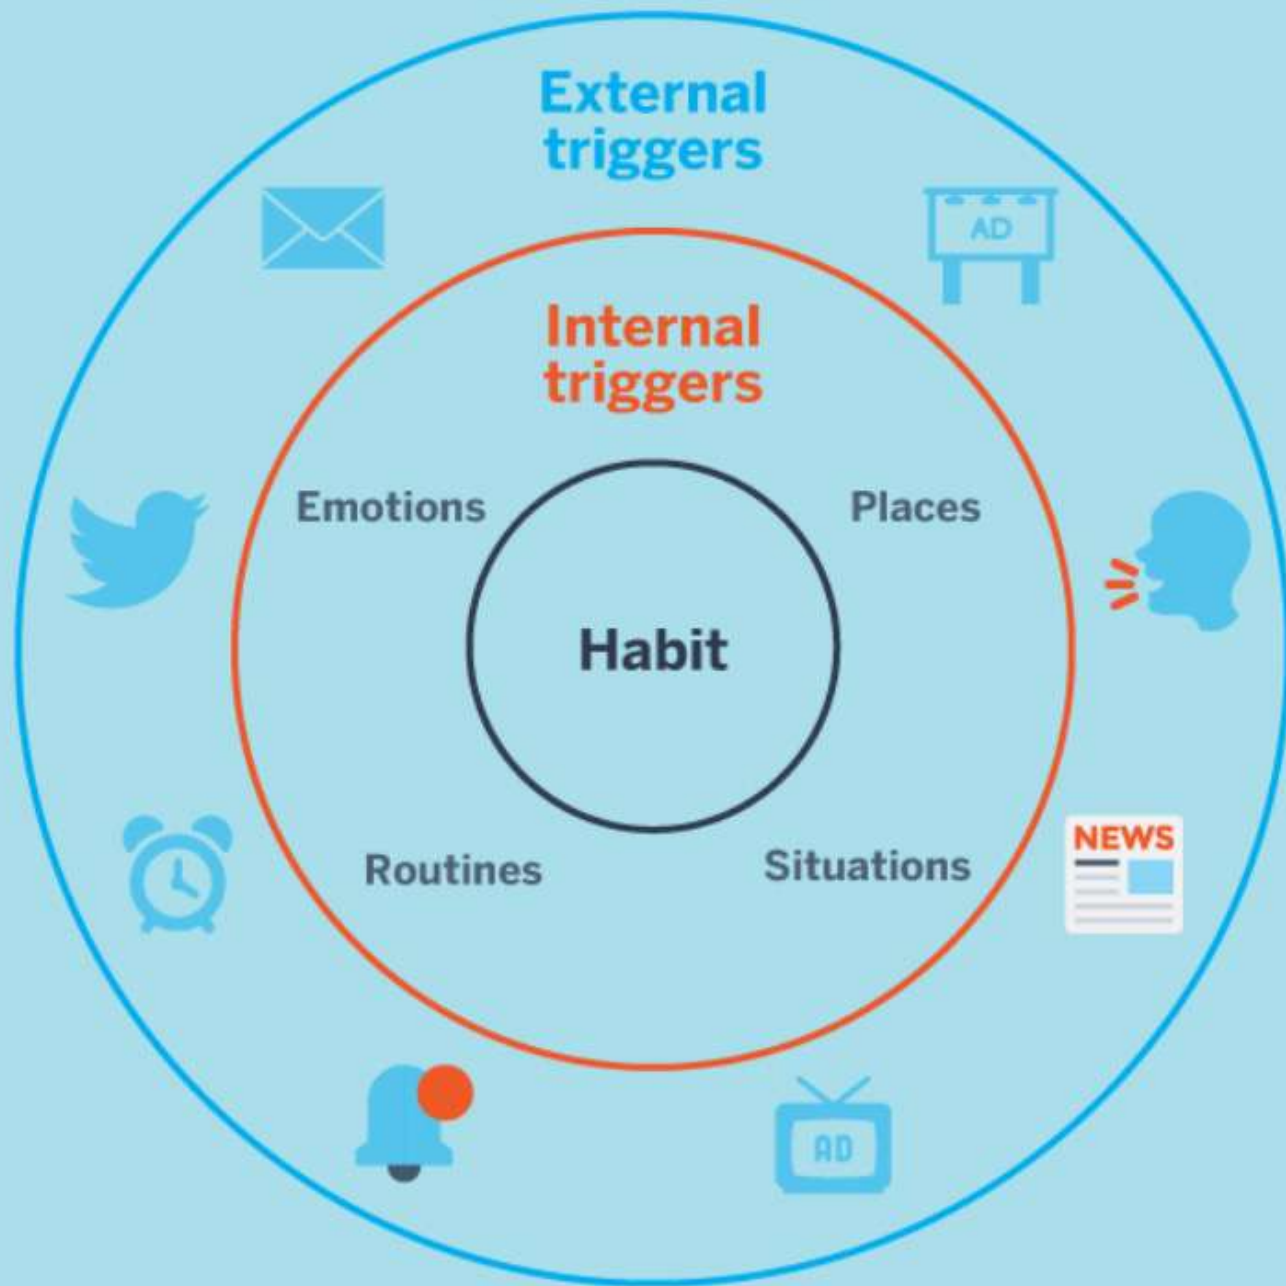 External
triggers
AD
Internal
triggers
Emotions
Places
Habit
NEWS
Routines
Situations
AD